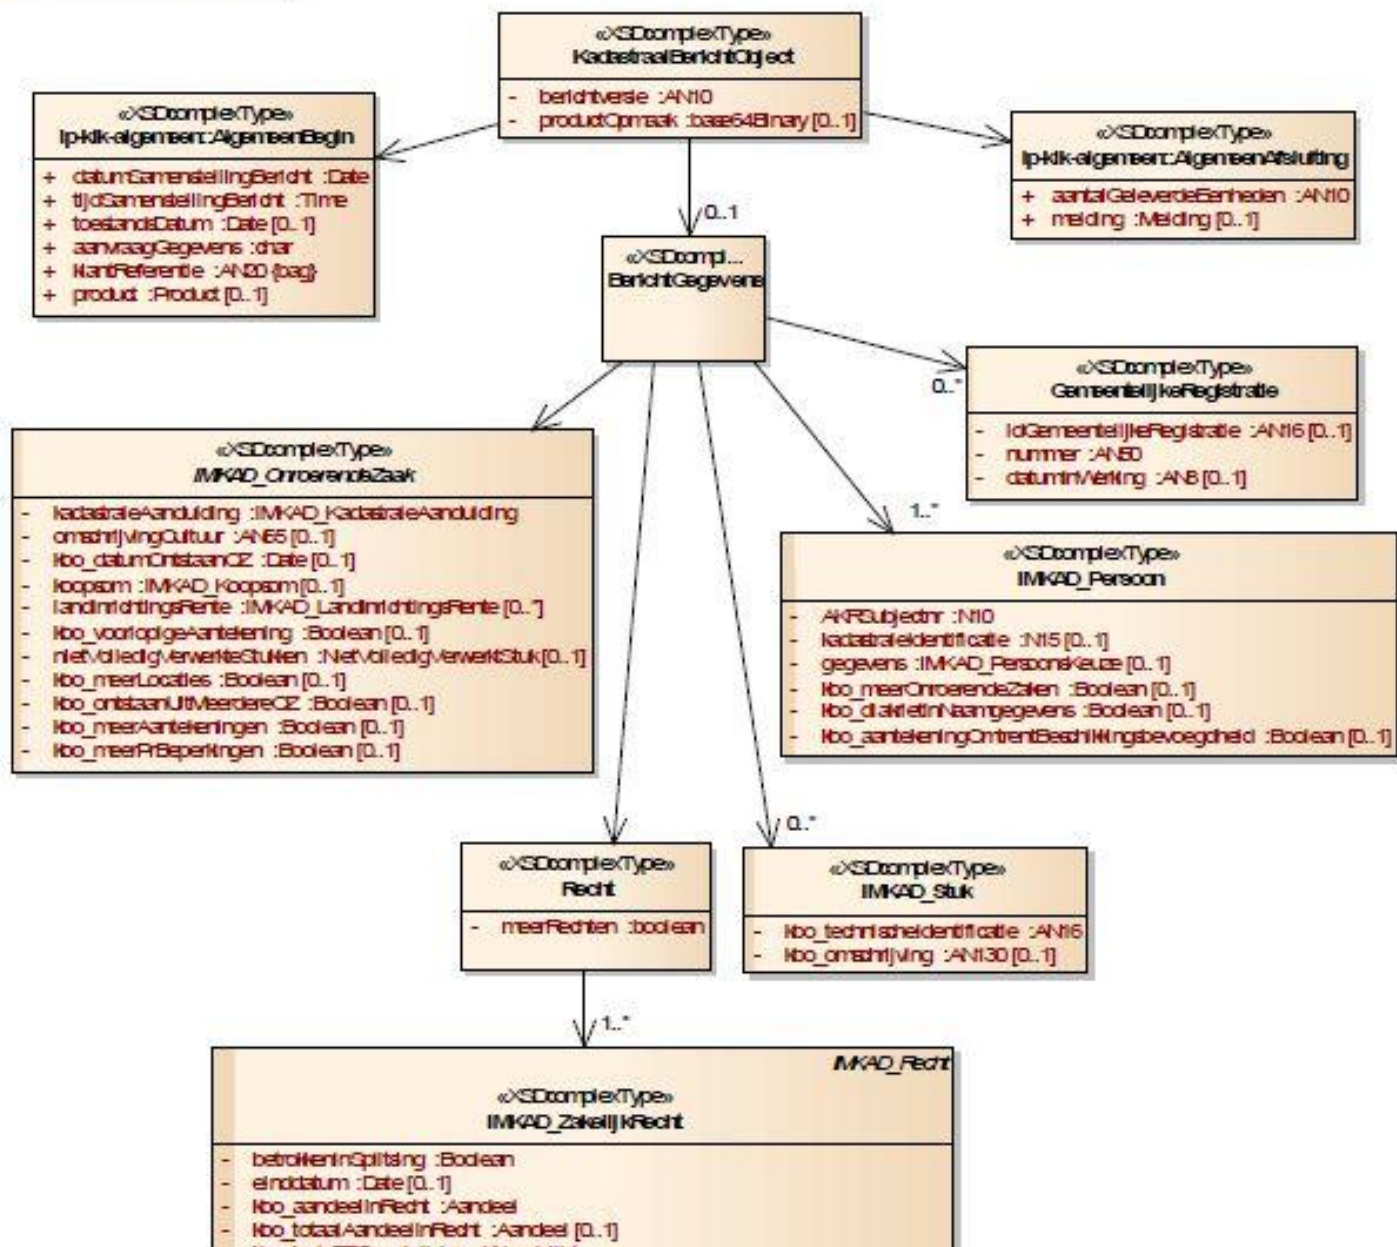 «XSDcomplexType»
KadastraalBerichtObject
- berichtversie :AN10
- productOpmaak :base64Binary [0..1]
«XSDcomplexType»
lp-klk-algemeen::AlgemeenBegin
+ datumSamenstellingBericht :Date
+ tijdSamenstellingBericht :Time
+ toestandsDatum :Date [0..1]
+ aanvraagGegevens :char
+ klantReferentie :AN20 {bag}
+ product :Product [0..1]
«XSDcomplexType»
lp-klk-algemeen::AlgemeenAfsluiting
+ aantalGeleverdeEenheden :AN10
+ melding :Melding [0..1]
0..1
«XSDcompl...
BerichtGegevens
0..*
«XSDcomplexType»
GemeentelijkeRegistratie
- idGemeentelijkeRegistratie :AN16 [0..1]
- nummer :AN50
- datumInWerking :AN8 [0..1]
«XSDcomplexType»
IMKAD_OnroerendeZaak
- kadastraleAanduiding :IMKAD_KadastraleAanduiding
- omschrijvingCultuur :AN65 [0..1]
- kbo_datumOntstaanOZ :Date [0..1]
- koopsom :IMKAD_Koopsom [0..1]
- landinrichtingsRente :IMKAD_LandinrichtingsRente [0..*]
- kbo_voorlopigeAantekening :Boolean [0..1]
- nietVolledigVerwerkteStukken :NietVolledigVerwerktStuk [0..1]
- kbo_meerLocaties :Boolean [0..1]
- kbo_ontstaanUitMeerdereOZ :Boolean [0..1]
- kbo_meerAantekeningen :Boolean [0..1]
- kbo_meerPrBeperkingen :Boolean [0..1]
1..*
«XSDcomplexType»
IMKAD_Persoon
- AKRSubjectnr :N10
- kadastraleIdentificatie :N15 [0..1]
- gegevens :IMKAD_PersoonsKeuze [0..1]
- kbo_meerOnroerendeZaken :Boolean [0..1]
- kbo_diakrietInNaamgegevens :Boolean [0..1]
- kbo_aantekeningOmtrentBeschikkingsbevoegdheid :Boolean [0..1]
«XSDcomplexType»
Recht
- meerRechten :boolean
0..*
«XSDcomplexType»
IMKAD_Stuk
- kbo_technischeIdentificatie :AN16
- kbo_omschrijving :AN130 [0..1]
1..*
IMKAD_Recht
«XSDcomplexType»
IMKAD_ZakelijkRecht
- betrokkenInSplitsing :Boolean
- einddatum :Date [0..1]
- kbo_aandeelInRecht :Aandeel
- kbo_totaalAandeelInRecht :Aandeel [0..1]